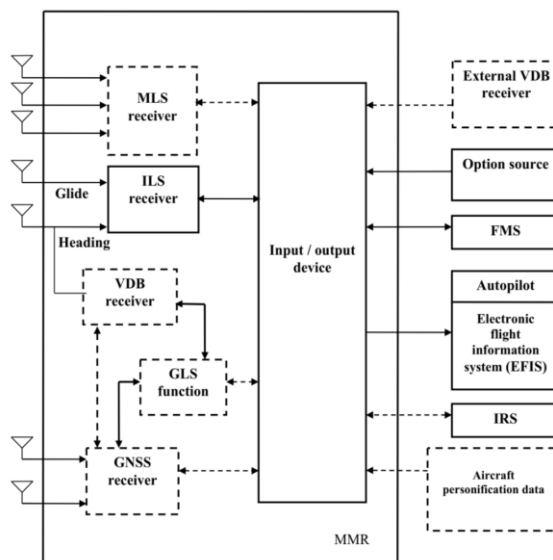 MLS
receiver
Glide
ILS
receiver
Heading
VDB
receiver
GLS
function
GNSS
receiver
Input / output
device
MMR
External VDB
receiver
Option source
FMS
Autopilot
Electronic
flight
information
system (EFIS)
IRS
Aircraft
personification data